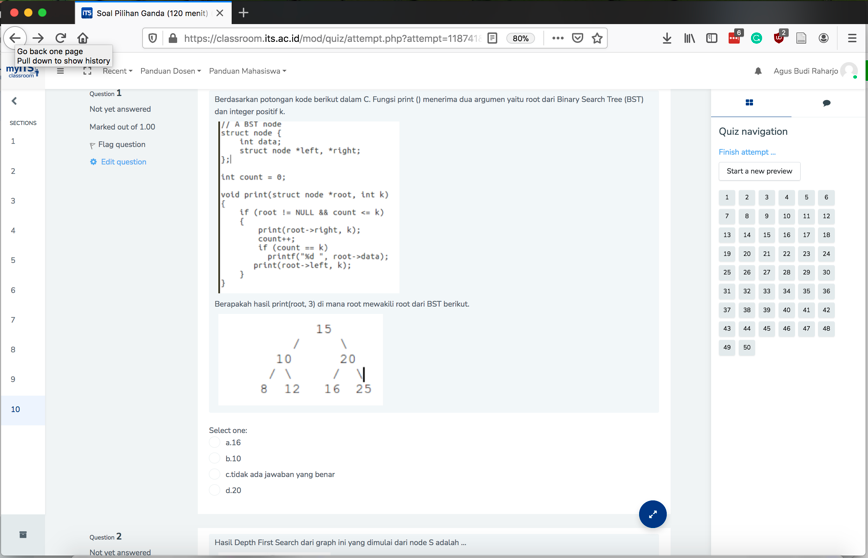 Soal Pilihan Ganda (120 menit)
https://classroom.its.ac.id/mod/quiz/attempt.php?attempt=118741
80%
6
2
Go back one page
Pull down to show history
myITS
classroom
Recent
Panduan Dosen
Panduan Mahasiswa
Agus Budi Raharjo
SECTIONS
1
2
3
4
5
6
7
8
9
10
Question 1
Not yet answered
Marked out of 1.00
Flag question
Edit question
Berdasarkan potongan kode berikut dalam C. Fungsi print () menerima dua argumen yaitu root dari Binary Search Tree (BST)
dan integer positif k.
// A BST node
struct node {
int data;
struct node *left, *right;
};
int count = 0;
void print(struct node *root, int k)
{
if (root != NULL && count <= k)
{
print(root->right, k);
count++;
if (count == k)
printf("%d ", root->data);
print(root->left, k);
}
}
Berapakah hasil print(root, 3) di mana root mewakili root dari BST berikut.
15
/ \
10 20
/ \ / \
8 12 16 25
Select one:
a.16
b.10
c.tidak ada jawaban yang benar
d.20
Question 2
Not yet answered
Hasil Depth First Search dari graph ini yang dimulai dari node S adalah ...
Quiz navigation
Finish attempt ...
Start a new preview
1 2 3 4 5 6
7 8 9 10 11 12
13 14 15 16 17 18
19 20 21 22 23 24
25 26 27 28 29 30
31 32 33 34 35 36
37 38 39 40 41 42
43 44 45 46 47 48
49 50